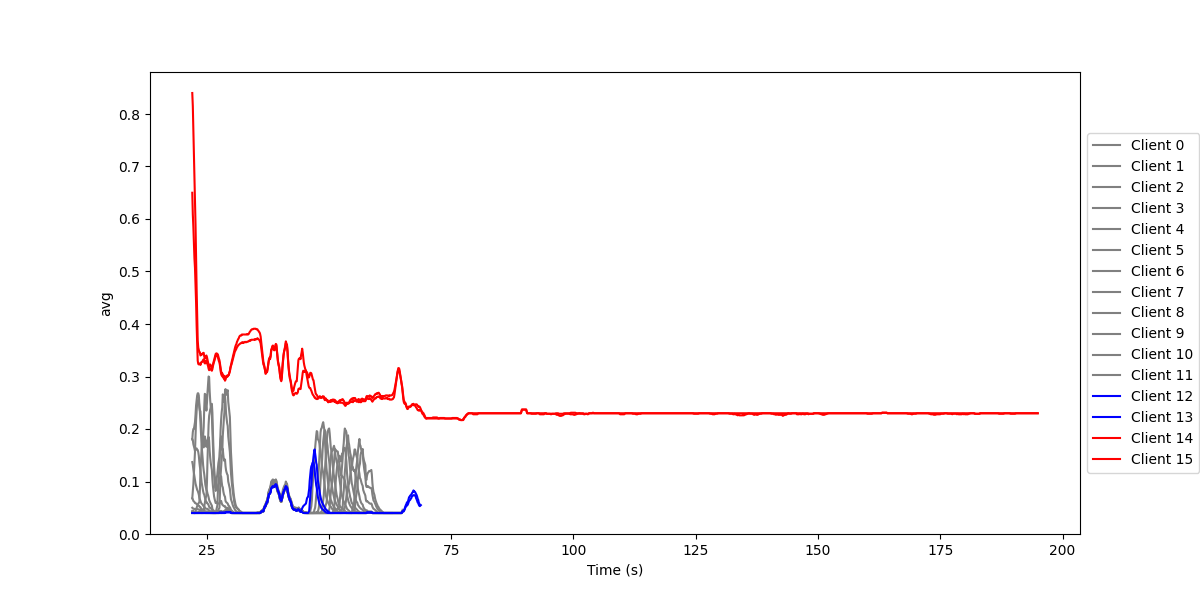 avg
0.8
0.7
0.6
0.5
0.4
0.3
0.2
0.1
0.0
25 50 75 100 125 150 175 200
Time (s)
Client 0
Client 1
Client 2
Client 3
Client 4
Client 5
Client 6
Client 7
Client 8
Client 9
Client 10
Client 11
Client 12
Client 13
Client 14
Client 15